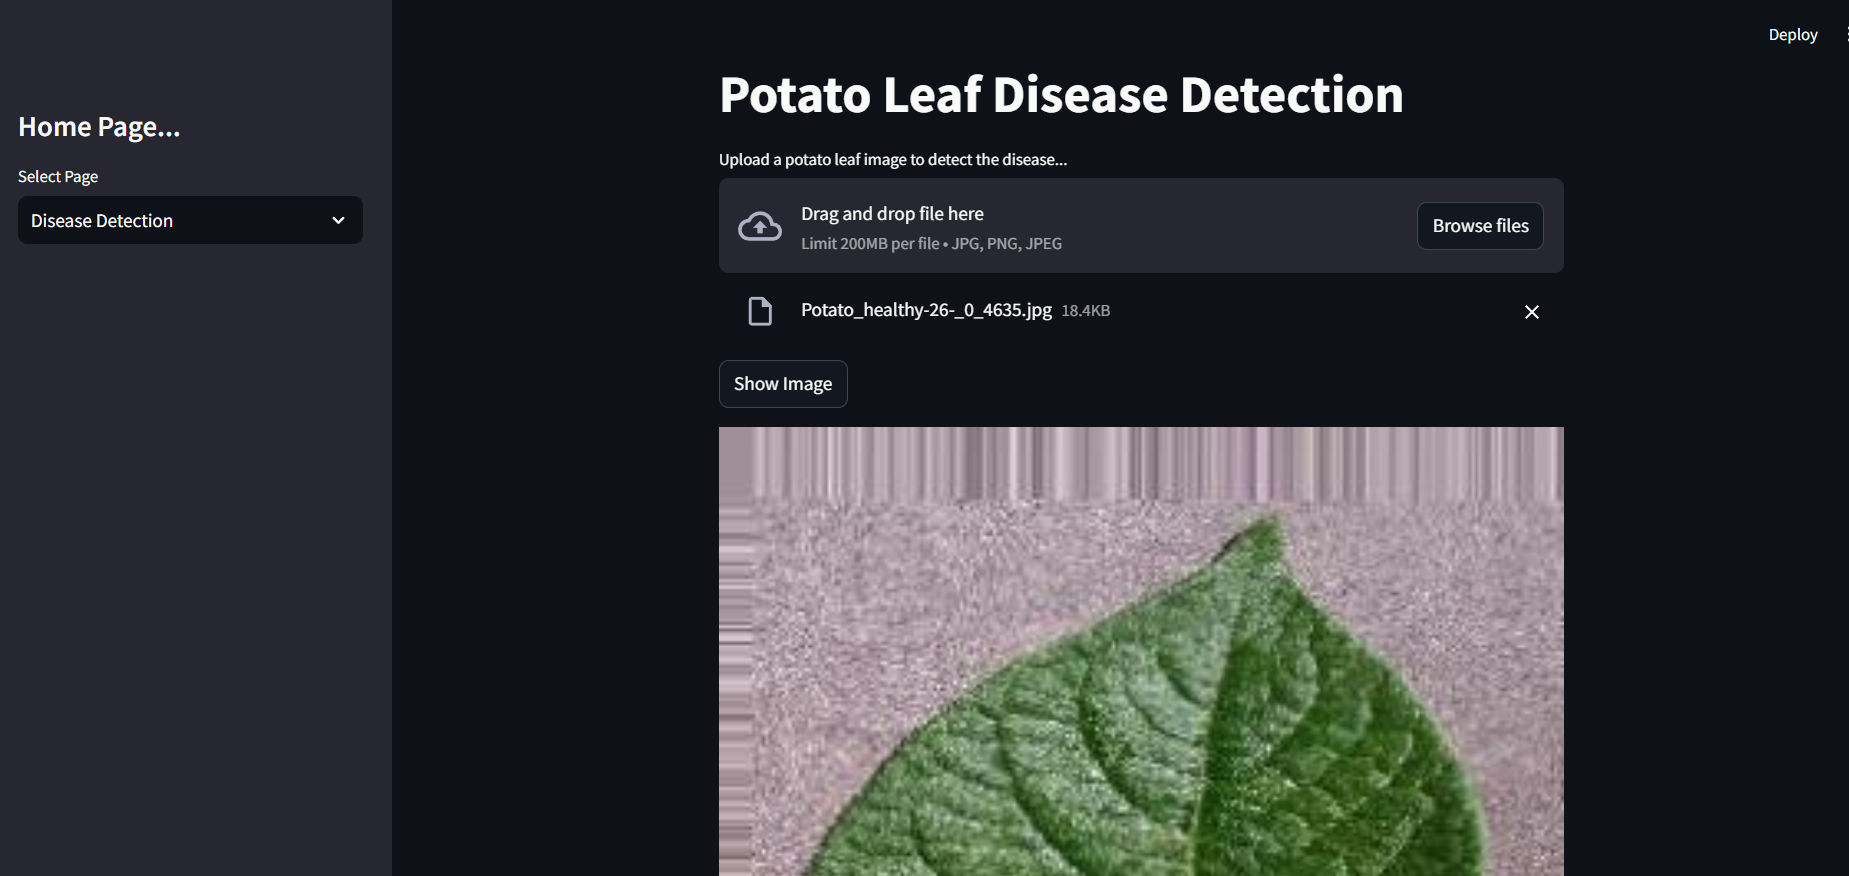 Deploy
Home Page...
Select Page
Disease Detection
Potato Leaf Disease Detection
Upload a potato leaf image to detect the disease...
Drag and drop file here
Limit 200MB per file • JPG, PNG, JPEG
Browse files
Potato_healthy-26-_0_4635.jpg 18.4KB
Show Image